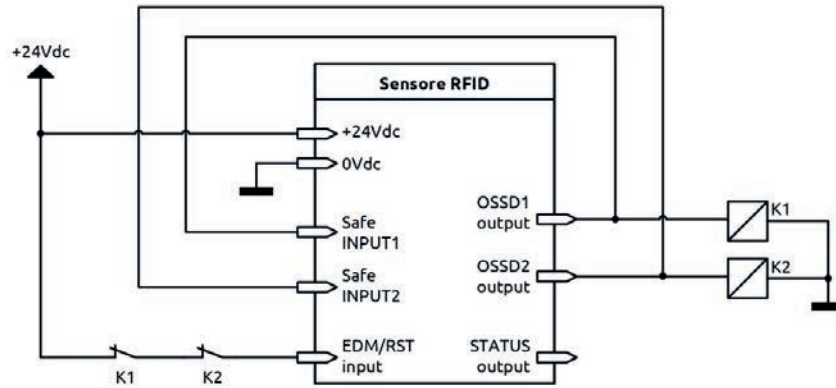 +24Vdc
Sensore RFID
+24Vdc
0Vdc
OSSD1
output
K1
Safe
INPUT1
OSSD2
output
K2
Safe
INPUT2
EDM/RST
input
STATUS
output
K1
K2